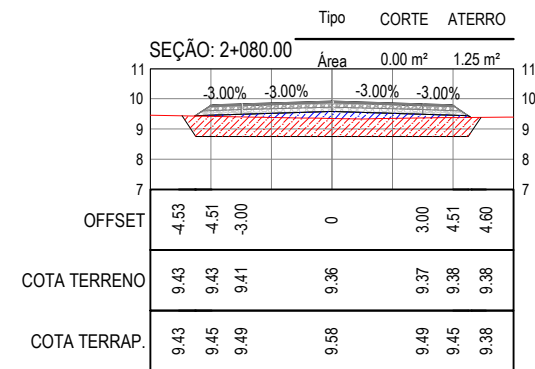 Tipo CORTE ATERRO
SEÇÃO: 2+080.00 Área 0.00 m² 1.25 m²
11 11
-3.00% -3.00% -3.00% -3.00%
10 10
9 9
8 8
7 7
OFFSET -4.53 -4.51 -3.00 0 3.00 4.51 4.60
COTA TERRENO 9.43 9.43 9.41 9.36 9.37 9.38 9.38
COTA TERRAP. 9.43 9.45 9.49 9.58 9.49 9.45 9.38